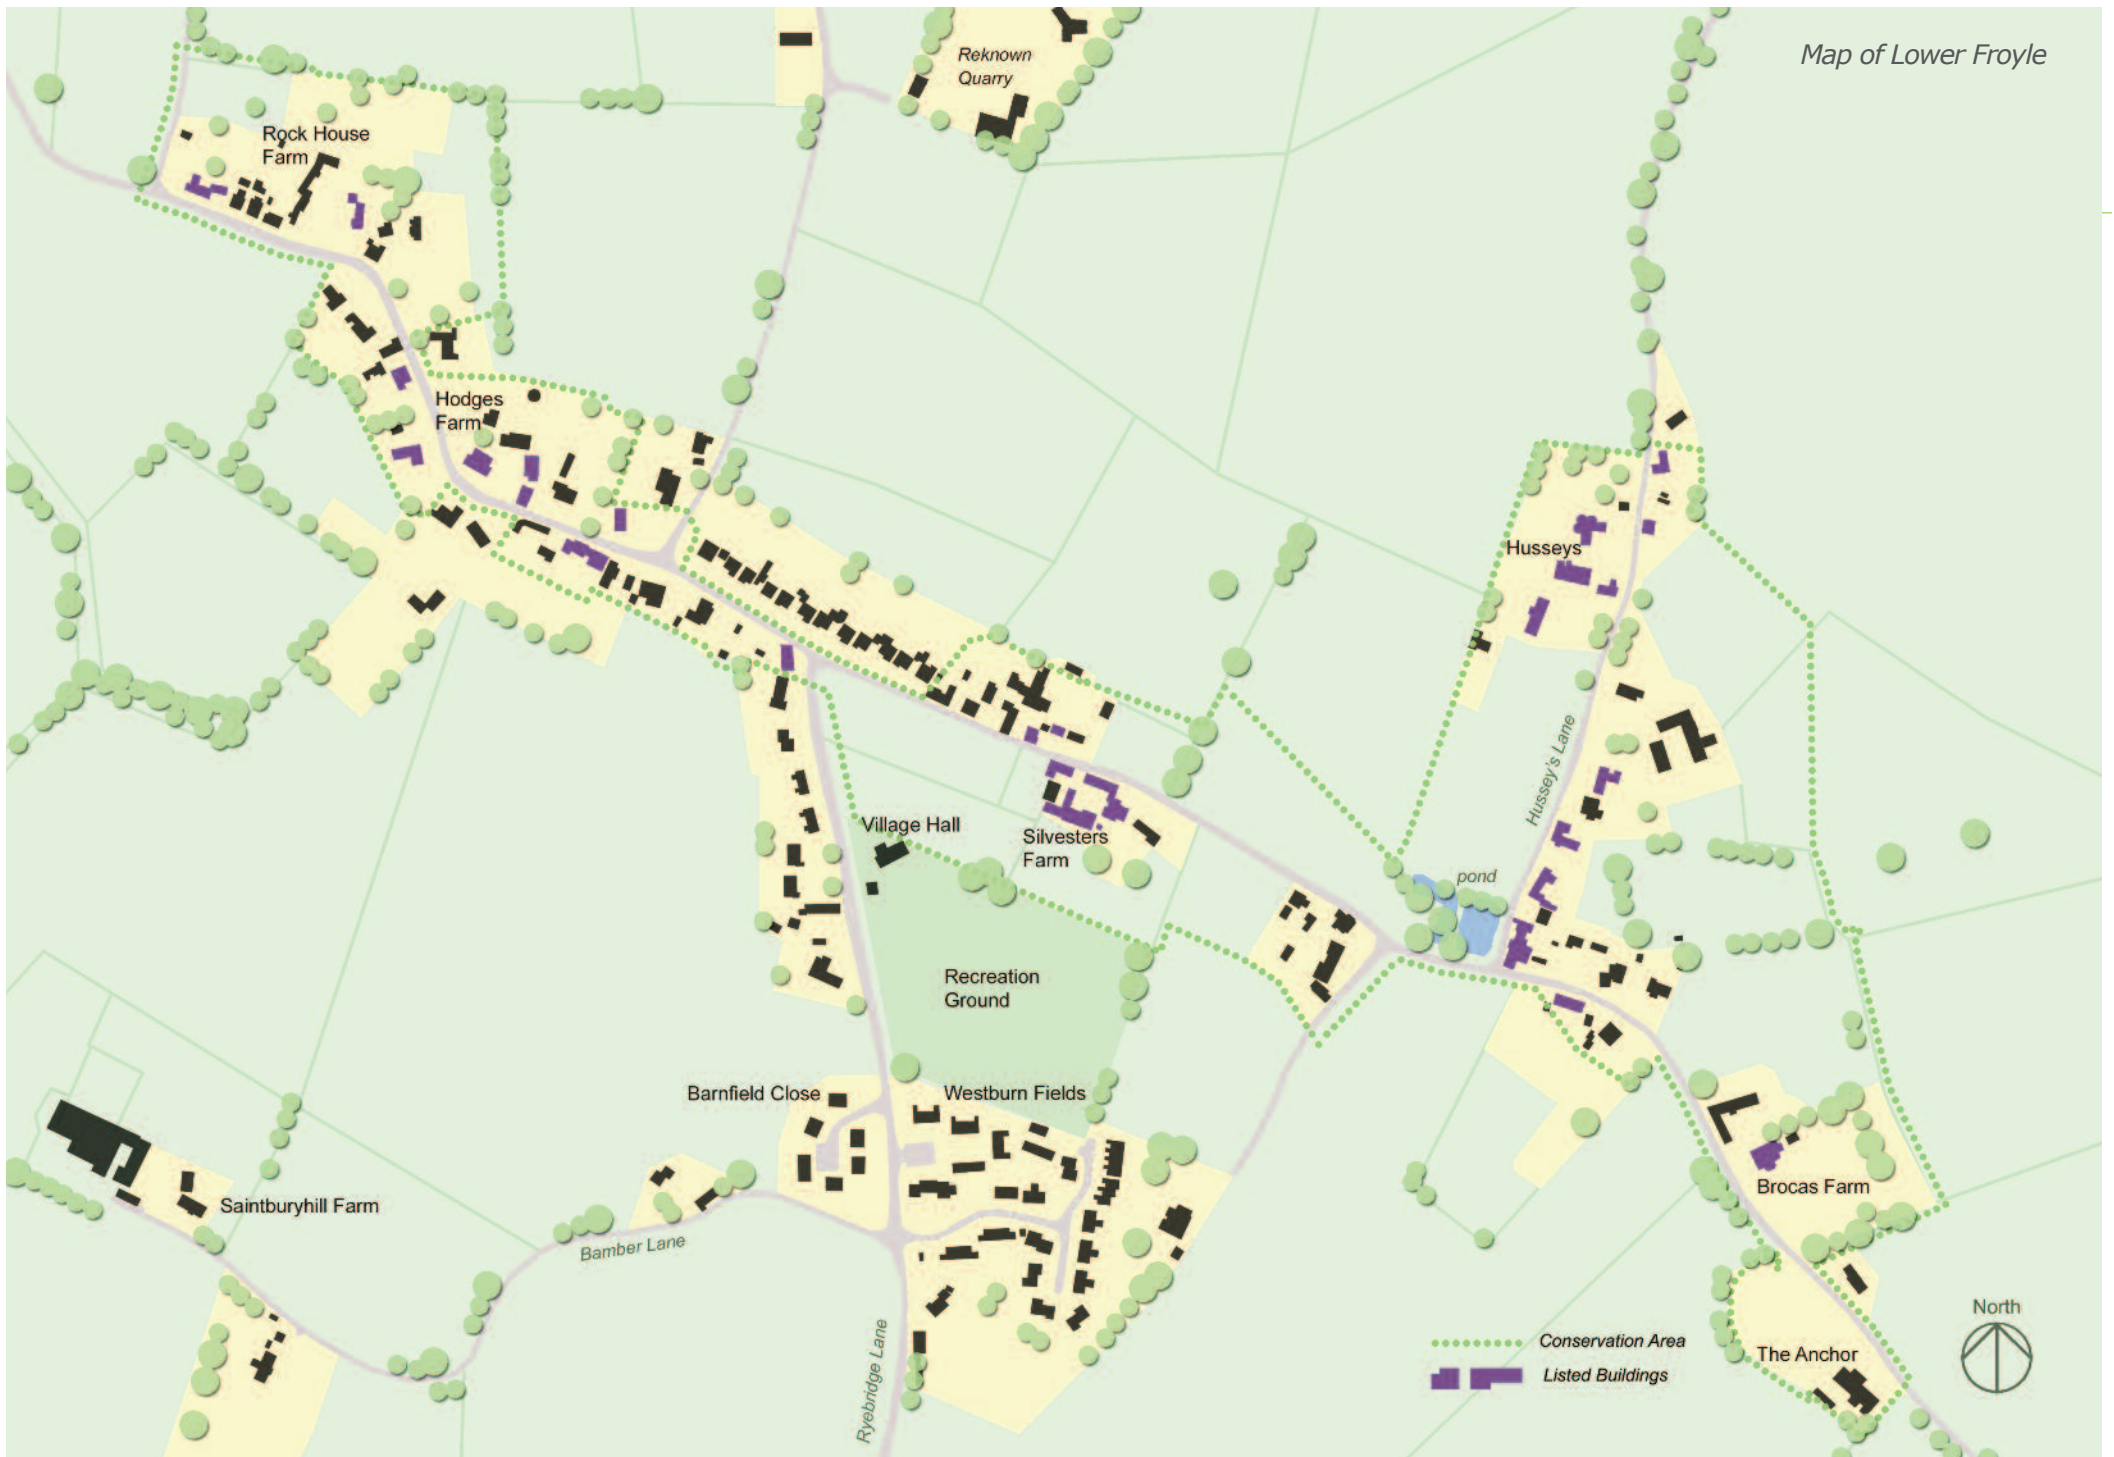 Map of Lower Froyle
Reknown
Quarry
Rock House
Farm
Hodges
Farm
Husseys
Hussey's Lane
Village Hall
Silvesters
Farm
pond
Recreation
Ground
Barnfield Close
Westburn Fields
Saintburyhill Farm
Bamber Lane
Brocas Farm
Ryebridge Lane
The Anchor
North
Conservation Area
Listed Buildings